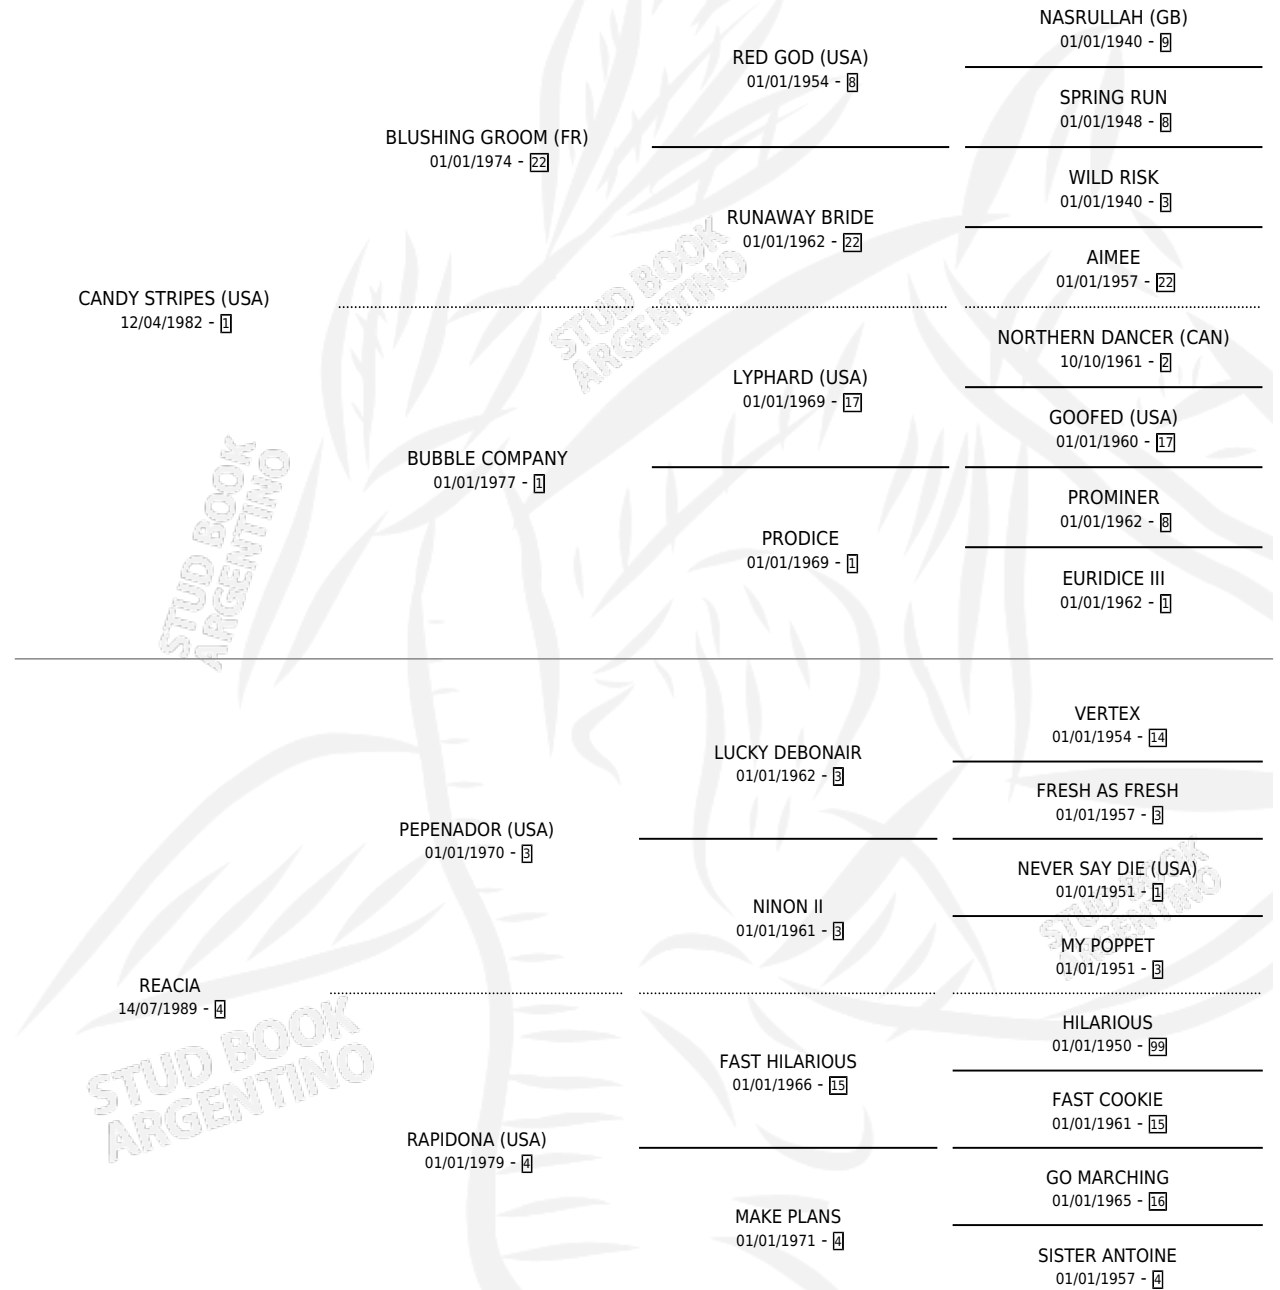 NASRULLAH (GB)
01/01/1940 - 9
RED GOD (USA)
01/01/1954 - 8
SPRING RUN
01/01/1948 - 8
BLUSHING GROOM (FR)
01/01/1974 - 22
WILD RISK
01/01/1940 - 3
RUNAWAY BRIDE
01/01/1962 - 22
AIMEE
01/01/1957 - 22
CANDY STRIPES (USA)
12/04/1982 - 1
NORTHERN DANCER (CAN)
10/10/1961 - 2
LYPHARD (USA)
01/01/1969 - 17
GOOFED (USA)
01/01/1960 - 17
BUBBLE COMPANY
01/01/1977 - 1
PROMINER
01/01/1962 - 8
PRODICE
01/01/1969 - 1
EURIDICE III
01/01/1962 - 1
STUD BOOK
ARGENTINO
STUD BOOK
ARGENTINO
VERTEX
01/01/1954 - 14
LUCKY DEBONAIR
01/01/1962 - 3
FRESH AS FRESH
01/01/1957 - 3
PEPENADOR (USA)
01/01/1970 - 3
NEVER SAY DIE (USA)
01/01/1951 - 1
NINON II
01/01/1961 - 3
MY POPPET
01/01/1951 - 3
REACIA
14/07/1989 - 4
HILARIOUS
01/01/1950 - 99
FAST HILARIOUS
01/01/1966 - 15
FAST COOKIE
01/01/1961 - 15
RAPIDONA (USA)
01/01/1979 - 4
GO MARCHING
01/01/1965 - 16
MAKE PLANS
01/01/1971 - 4
SISTER ANTOINE
01/01/1957 - 4
STUD BOOK
ARGENTINO
STUD BOOK
ARGENTINO